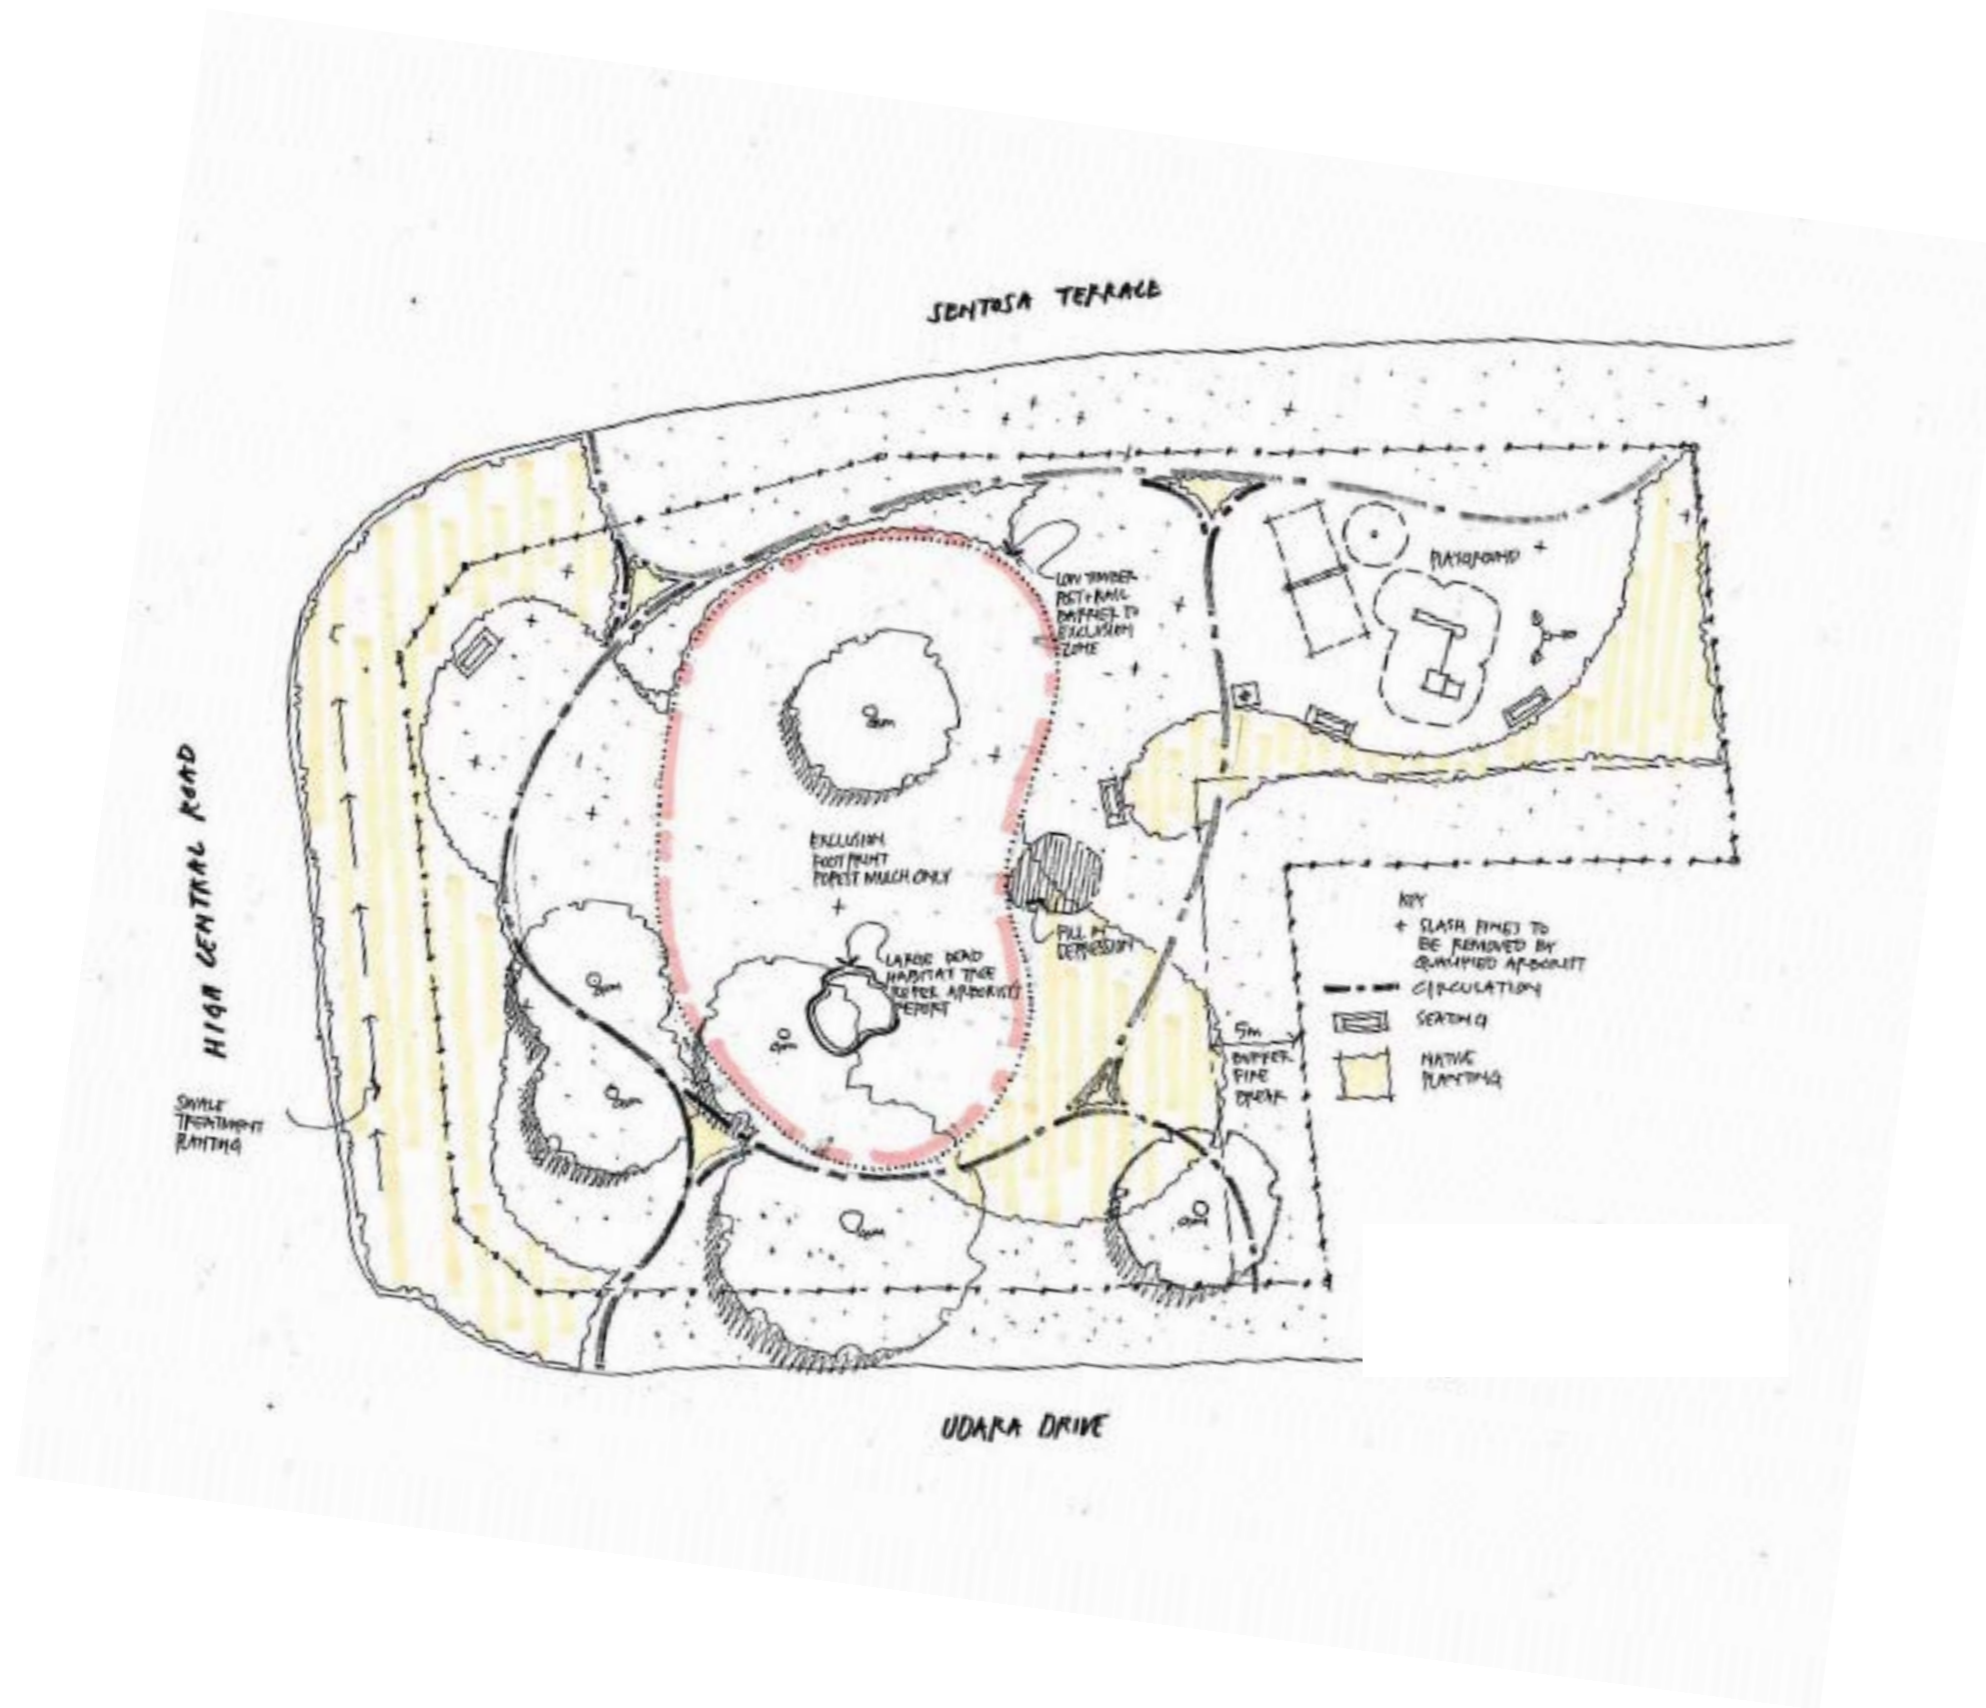 SENTOSA TERRACE
LOW TIMBER
POST + RAIL
BARRIER TO
EXCLUSION
ZONE
PLAYGROUND
HIGH CENTRAL ROAD
EXCLUSION
FOOTPRINT
FOREST MULCH ONLY
LARGE DEAD
HABITAT TREE
REFER ARBORISTS
REPORT
FILL IN
DEPRESSION
5m
BUFFER
FIRE
BREAK
KEY
+ SLASH PINES TO
BE REMOVED BY
QUALIFIED ARBORIST
CIRCULATION
SEATING
NATIVE
PLANTING
SWALE
TREATMENT
PLANTING
UDARA DRIVE